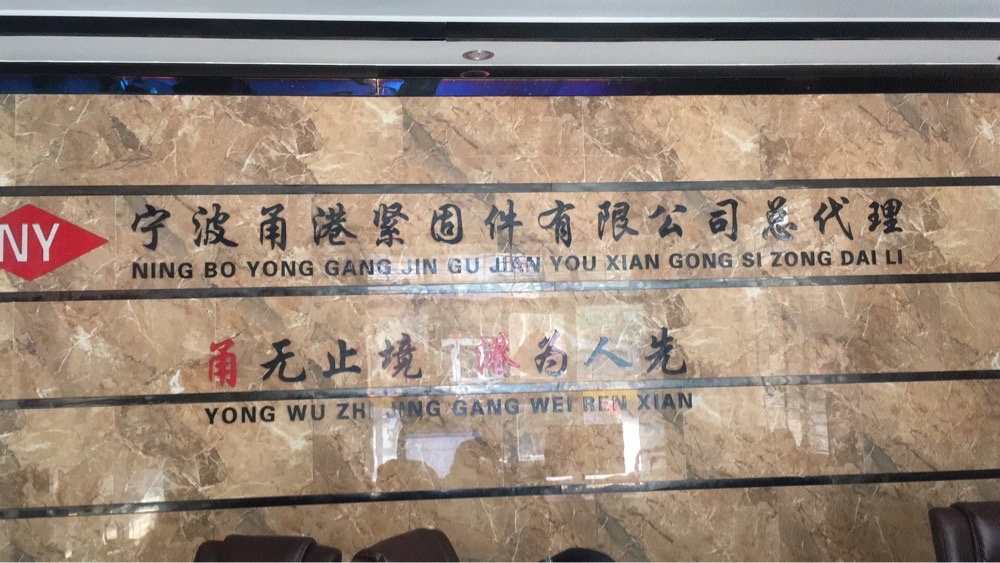 NY
宁波甬港紧固件有限公司总代理
NING BO YONG GANG JIN GU JIAN YOU XIAN GONG SI ZONG DAI LI
甬无止境 港为人先
YONG WU ZHI JING GANG WEI REN XIAN